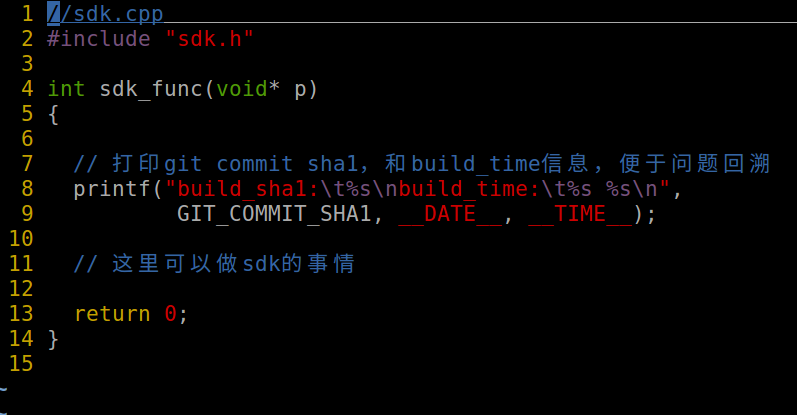 1 //sdk.cpp
2 #include "sdk.h"
3
4 int sdk_func(void* p)
5 {
6
7   // 打印git commit sha1，和build_time信息，便于问题回溯
8   printf("build_sha1:\t%s\nbuild_time:\t%s %s\n",
9           GIT_COMMIT_SHA1, __DATE__, __TIME__);
10
11   // 这里可以做sdk的事情
12
13   return 0;
14 }
15
~
~